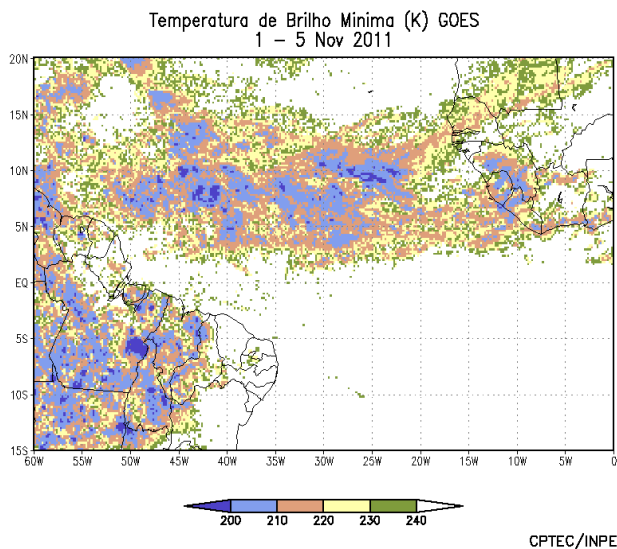 Temperatura de Brilho Minima (K) GOES
1 – 5 Nov 2011
20N
15N
10N
5N
EQ
5S
10S
15S
60W 55W 50W 45W 40W 35W 30W 25W 20W 15W 10W 5W 0
200 210 220 230 240
CPTEC/INPE